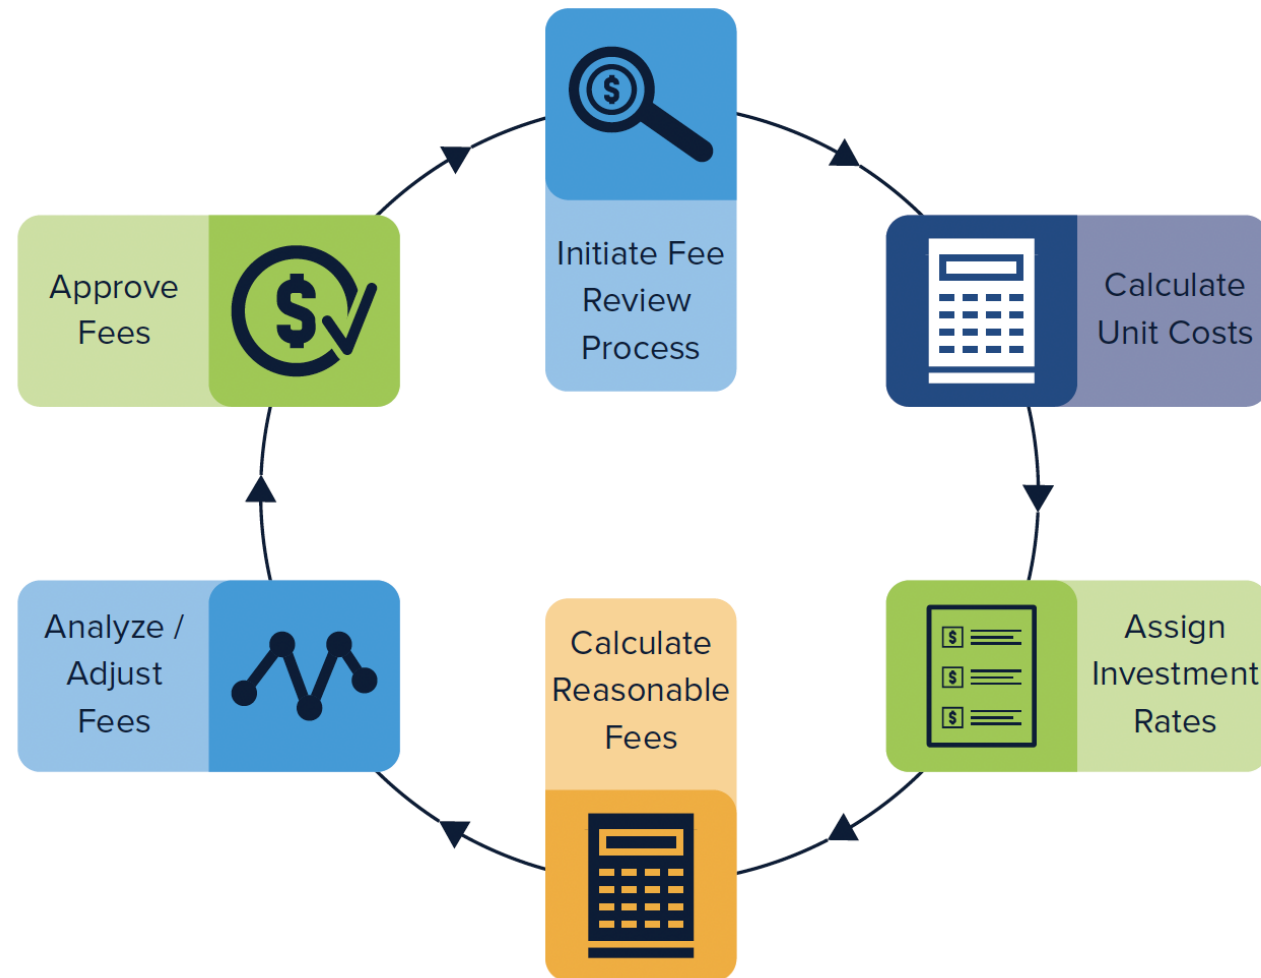 Initiate Fee
Review
Process
Calculate
Unit Costs
Assign
Investment
Rates
Calculate
Reasonable
Fees
Analyze /
Adjust
Fees
Approve
Fees
$
$
$
$
$